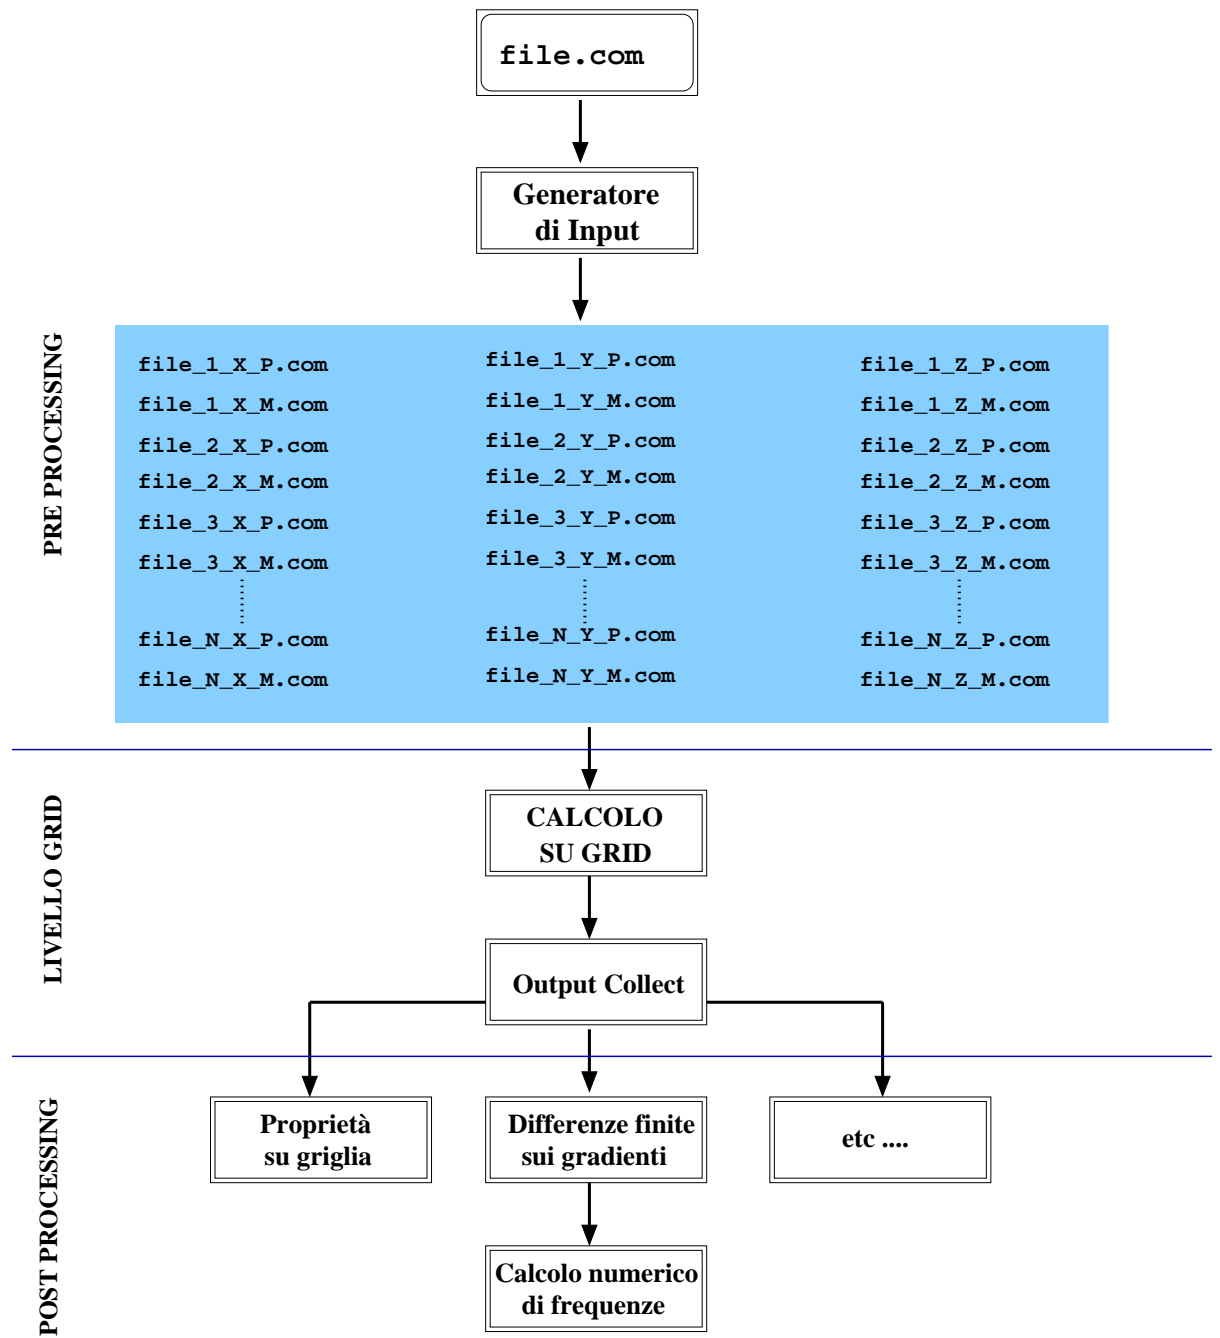 file.com
Generatore
di Input
PRE PROCESSING
file_1_X_P.com
file_1_X_M.com
file_2_X_P.com
file_2_X_M.com
file_3_X_P.com
file_3_X_M.com
file_N_X_P.com
file_N_X_M.com
file_1_Y_P.com
file_1_Y_M.com
file_2_Y_P.com
file_2_Y_M.com
file_3_Y_P.com
file_3_Y_M.com
file_N_Y_P.com
file_N_Y_M.com
file_1_Z_P.com
file_1_Z_M.com
file_2_Z_P.com
file_2_Z_M.com
file_3_Z_P.com
file_3_Z_M.com
file_N_Z_P.com
file_N_Z_M.com
LIVELLO GRID
CALCOLO
SU GRID
Output Collect
POST PROCESSING
Proprietà
su griglia
Differenze finite
sui gradienti
etc ....
Calcolo numerico
di frequenze